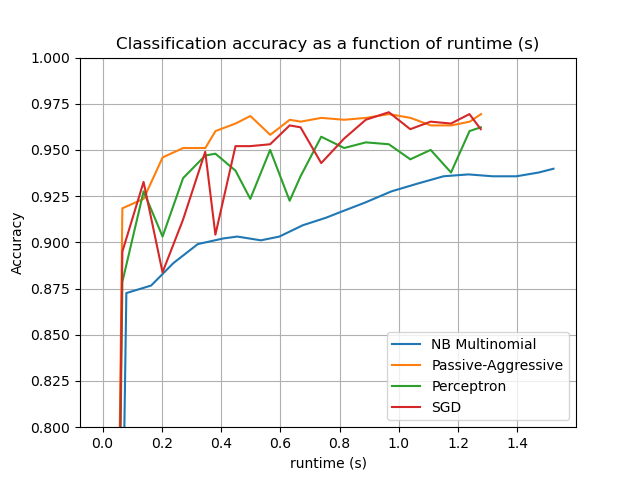 Classification accuracy as a function of runtime (s)
1.000
0.975
0.950
0.925
0.900
0.875
0.850
0.825
0.800
Accuracy
NB Multinomial
Passive-Aggressive
Perceptron
SGD
0.0 0.2 0.4 0.6 0.8 1.0 1.2 1.4
runtime (s)